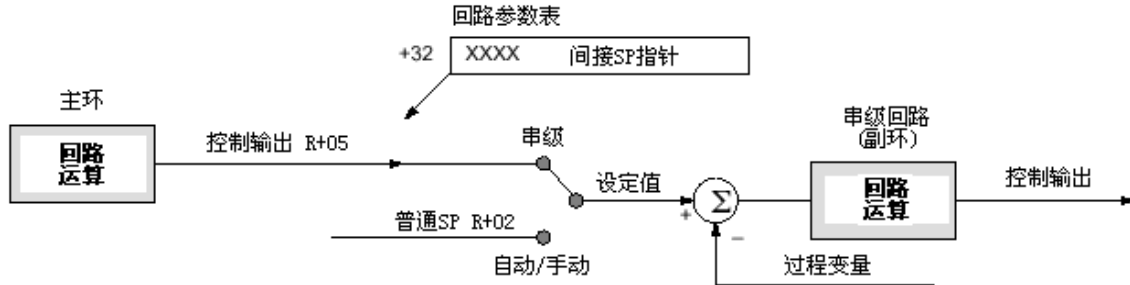 回路参数表
+32 XXXX 间接SP指针
主环
回路
运算
控制输出 R+05
串级
普通SP R+02
自动/手动
设定值
+
Σ
−
过程变量
串级回路
(副环)
回路
运算
控制输出